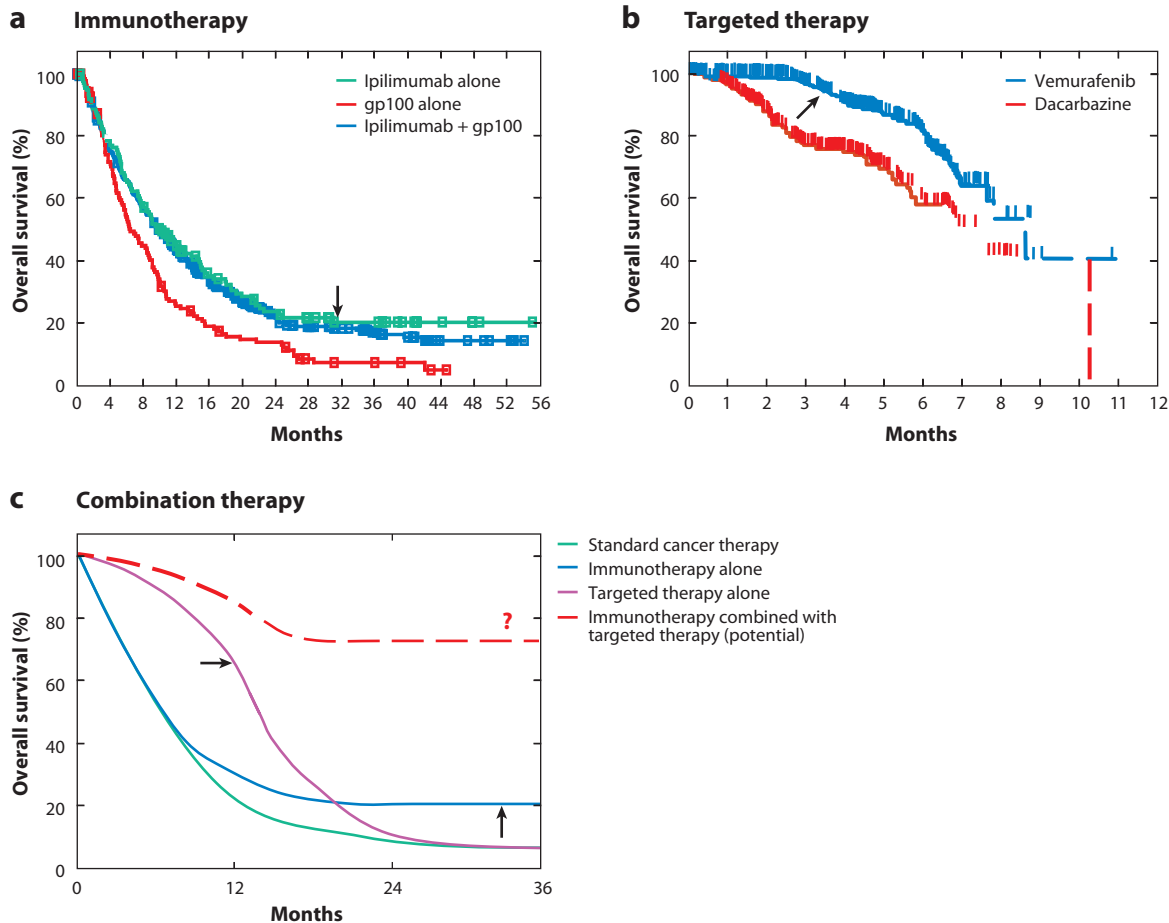 a Immunotherapy
100
80
60
40
20
0
Overall survival (%)
0 4 8 12 16 20 24 28 32 36 40 44 48 52 56
Months
Ipilimumab alone
gp100 alone
Ipilimumab + gp100
b Targeted therapy
100
80
60
40
20
0
Overall survival (%)
0 1 2 3 4 5 6 7 8 9 10 11 12
Months
Vemurafenib
Dacarbazine
c Combination therapy
100
80
60
40
20
0
Overall survival (%)
0 12 24 36
Months
?
Standard cancer therapy
Immunotherapy alone
Targeted therapy alone
Immunotherapy combined with
targeted therapy (potential)